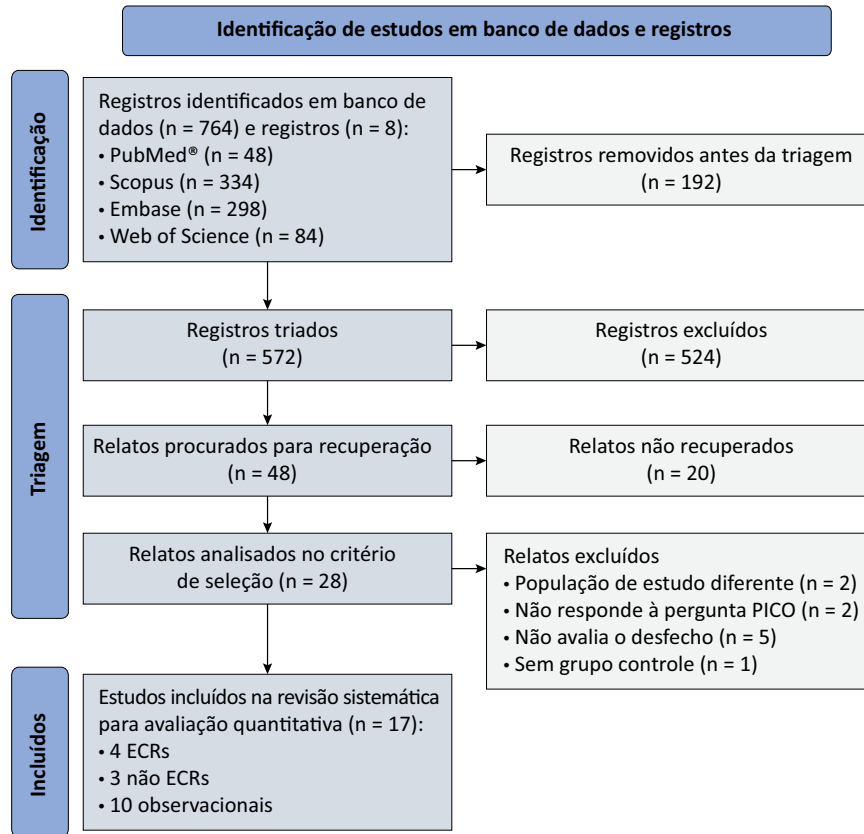 Identificação de estudos em banco de dados e registros
Identificação
Registros identificados em banco de
dados (n = 764) e registros (n = 8):
• PubMed® (n = 48)
• Scopus (n = 334)
• Embase (n = 298)
• Web of Science (n = 84)
Registros removidos antes da triagem
(n = 192)
Triagem
Registros triados
(n = 572)
Registros excluídos
(n = 524)
Relatos procurados para recuperação
(n = 48)
Relatos não recuperados
(n = 20)
Relatos analisados no critério
de seleção (n = 28)
Relatos excluídos
• População de estudo diferente (n = 2)
• Não responde à pergunta PICO (n = 2)
• Não avalia o desfecho (n = 5)
• Sem grupo controle (n = 1)
Incluídos
Estudos incluídos na revisão sistemática
para avaliação quantitativa (n = 17):
• 4 ECRs
• 3 não ECRs
• 10 observacionais